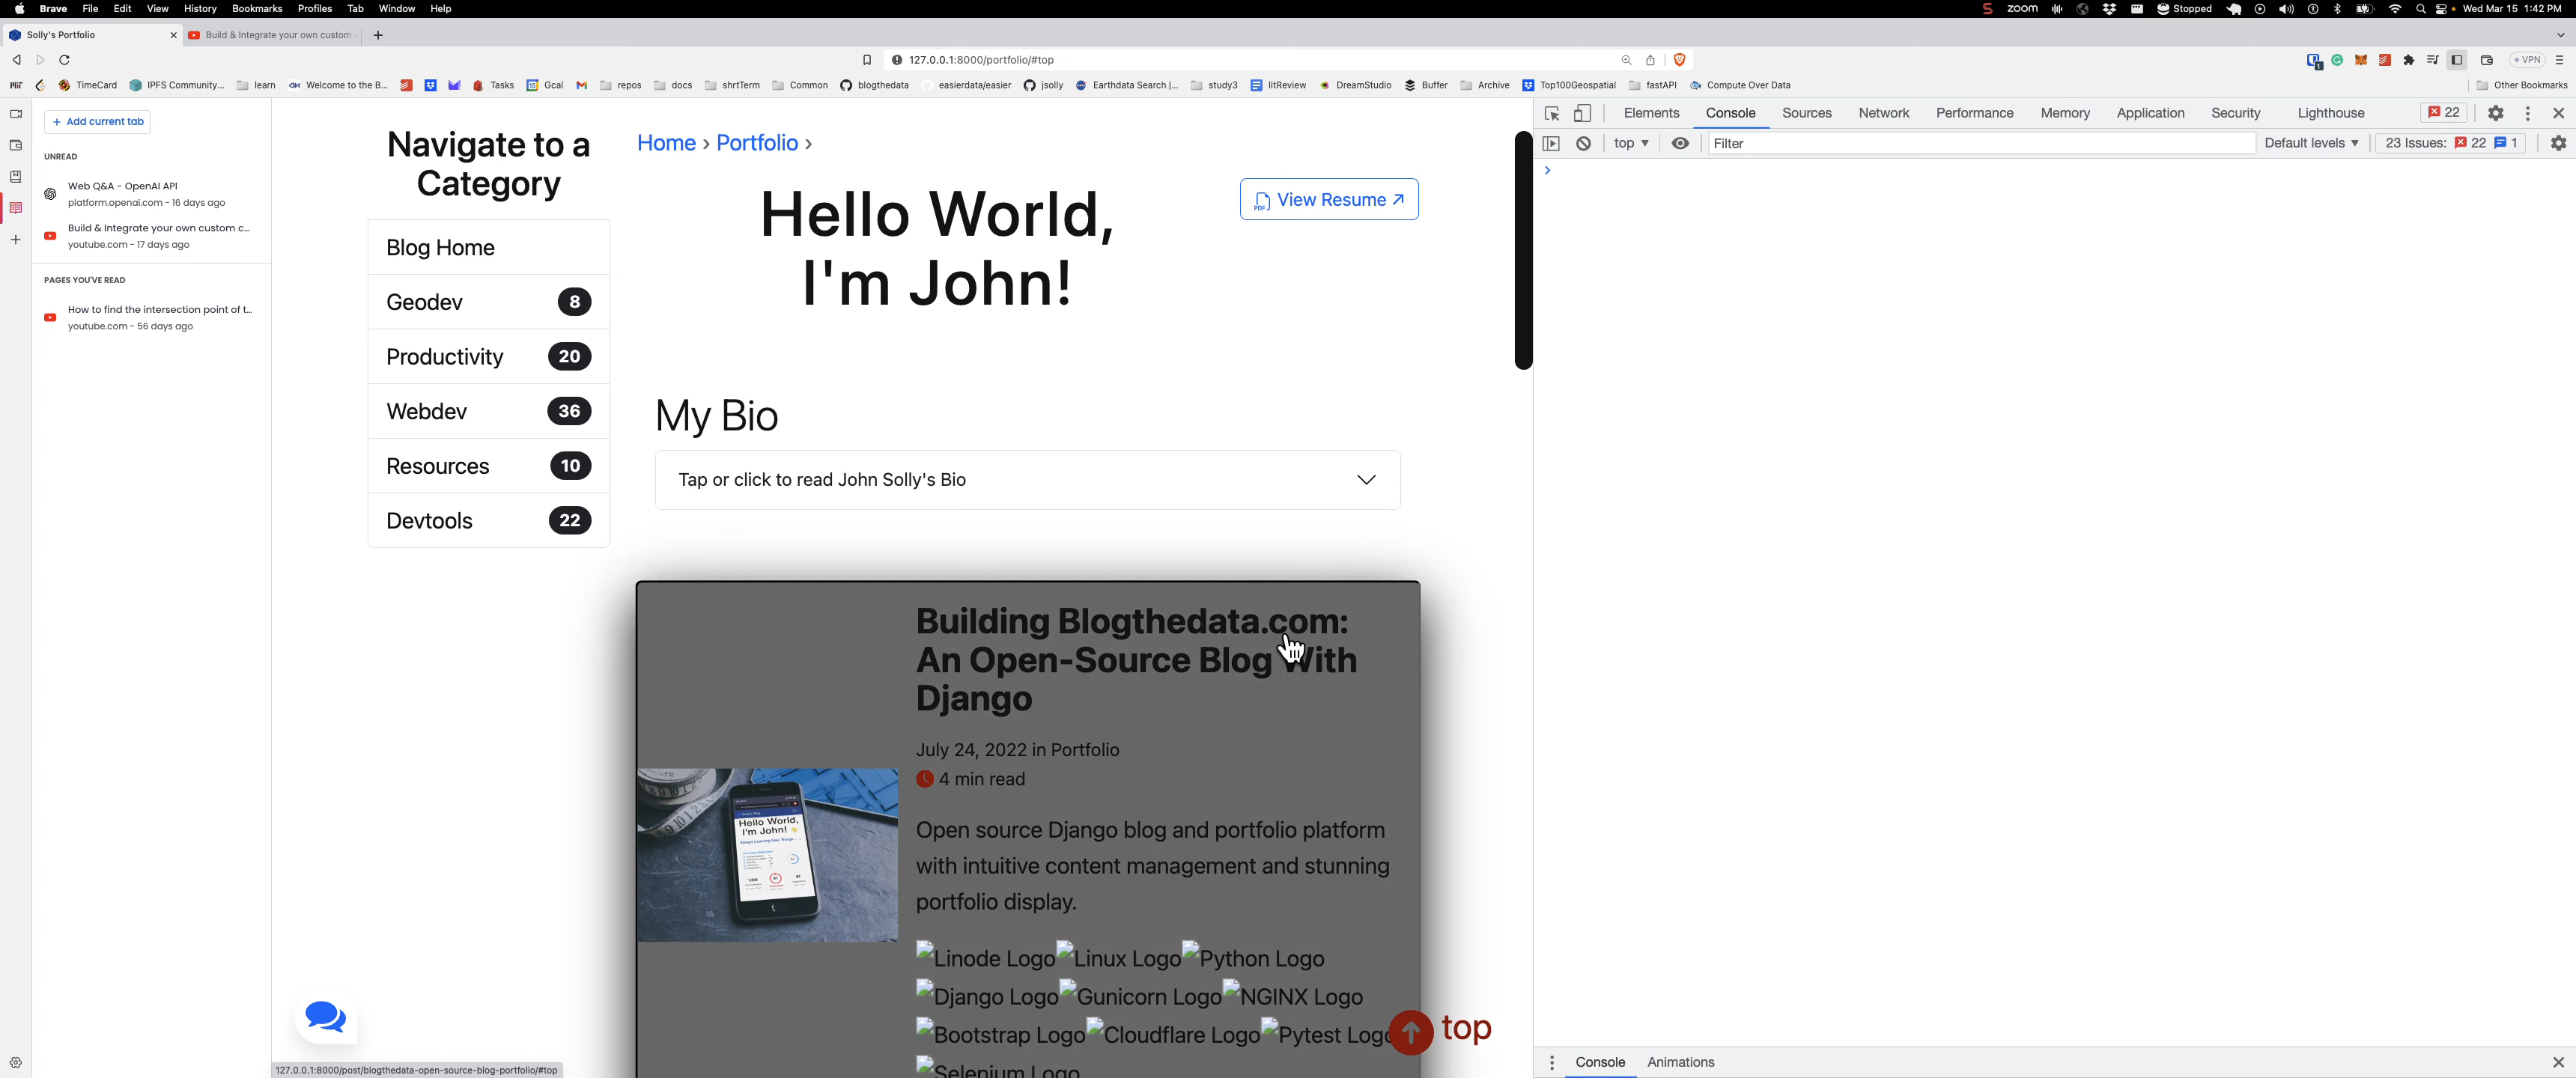 Brave File Edit View History Bookmarks Profiles Tab Window Help
zoom Stopped Wed Mar 15 1:42 PM
Solly's Portfolio
Build & Integrate your own custom c
127.0.0.1:8000/portfolio/#top
VPN
TimeCard IPFS Community... learn Welcome to the B... Tasks Gcal repos docs shrtTerm Common blogthedata easierdata/easier jsolly Earthdata Search |... study3 litReview DreamStudio Buffer Archive Top100Geospatial fastAPI Compute Over Data Other Bookmarks
+ Add current tab
UNREAD
Web Q&A - OpenAI API
platform.openai.com - 16 days ago
Build & Integrate your own custom c...
youtube.com - 17 days ago
PAGES YOU'VE READ
How to find the intersection point of t...
youtube.com - 56 days ago
Navigate to a
Category
Blog Home
Geodev 8
Productivity 20
Webdev 36
Resources 10
Devtools 22
Home › Portfolio ›
Hello World,
I'm John!
View Resume
My Bio
Tap or click to read John Solly's Bio
Building Blogthedata.com:
An Open-Source Blog With
Django
July 24, 2022 in Portfolio
4 min read
Hello World,
I'm John!
Open source Django blog and portfolio platform
with intuitive content management and stunning
portfolio display.
Linode Logo Linux Logo Python Logo
Django Logo Gunicorn Logo NGINX Logo
Bootstrap Logo Cloudflare Logo Pytest Logo
Selenium Logo
top
127.0.0.1:8000/post/blogthedata-open-source-blog-portfolio/#top
Elements Console Sources Network Performance Memory Application Security Lighthouse 22
top Filter Default levels 23 Issues: 22 1
Console Animations